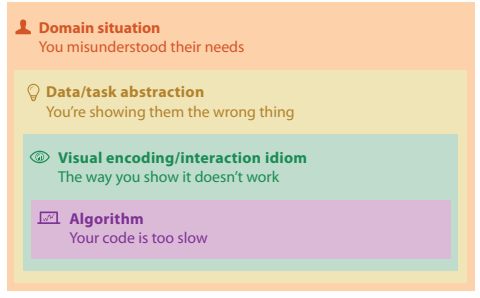 Domain situation
You misunderstood their needs
Data/task abstraction
You're showing them the wrong thing
Visual encoding/interaction idiom
The way you show it doesn't work
Algorithm
Your code is too slow